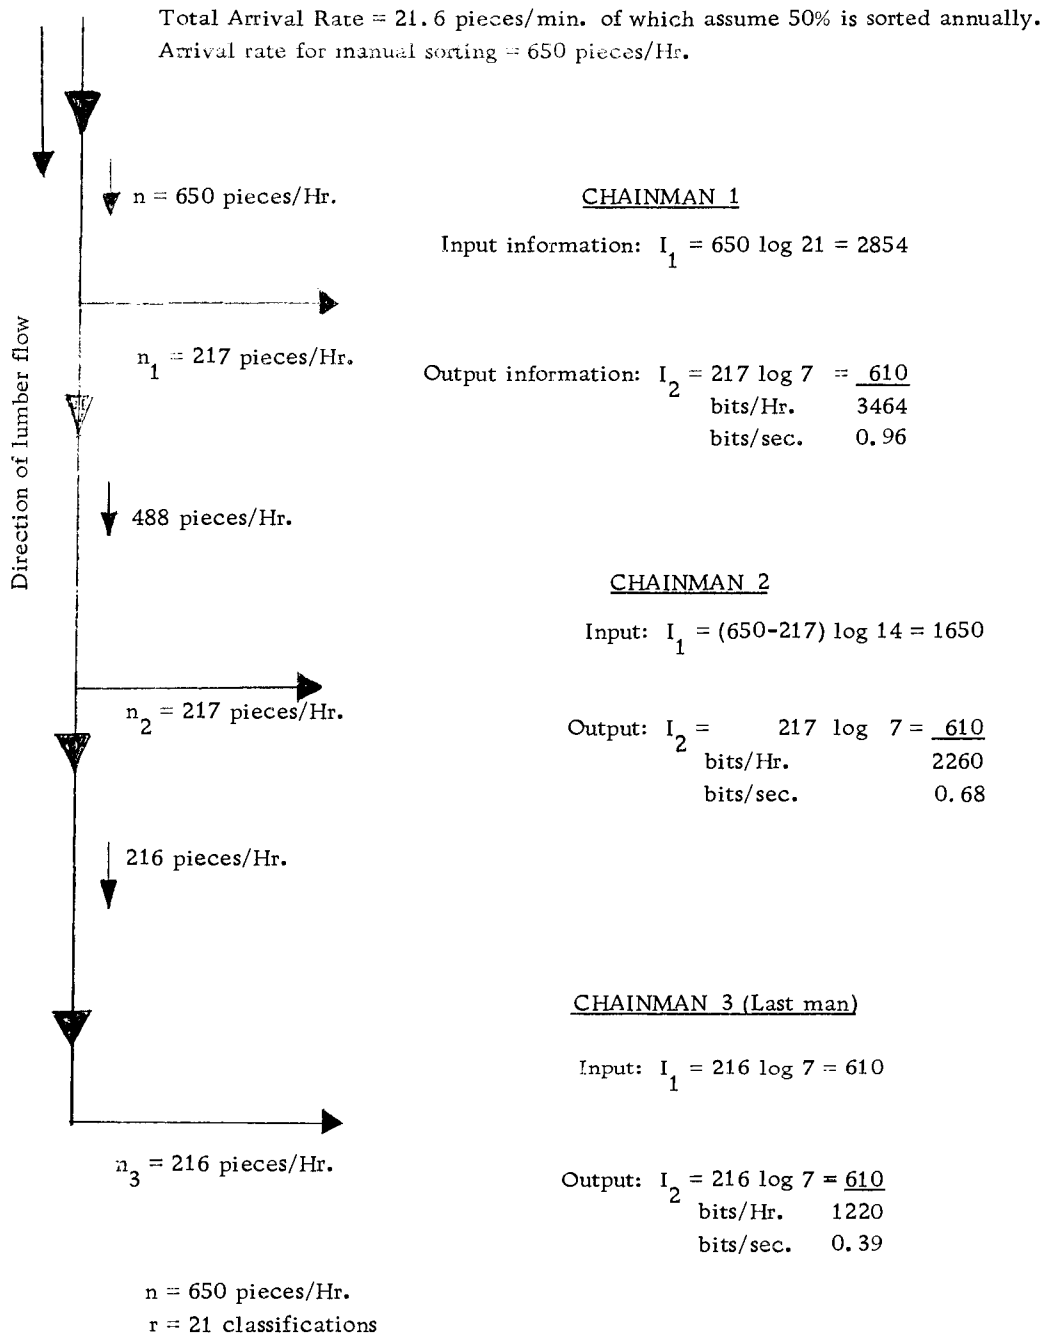 Total Arrival Rate = 21.6 pieces/min. of which assume 50% is sorted annually.
Arrival rate for manual sorting = 650 pieces/Hr.
n = 650 pieces/Hr.
CHAINMAN 1
Input information: I₁ = 650 log 21 = 2854
n₁ = 217 pieces/Hr.
Output information: I₂ = 217 log 7 = 610
bits/Hr. 3464
bits/sec. 0.96
Direction of lumber flow
488 pieces/Hr.
CHAINMAN 2
Input: I₁ = (650-217) log 14 = 1650
n₂ = 217 pieces/Hr.
Output: I₂ = 217 log 7 = 610
bits/Hr. 2260
bits/sec. 0.68
216 pieces/Hr.
CHAINMAN 3 (Last man)
Input: I₁ = 216 log 7 = 610
n₃ = 216 pieces/Hr.
Output: I₂ = 216 log 7 = 610
bits/Hr. 1220
bits/sec. 0.39
n = 650 pieces/Hr.
r = 21 classifications